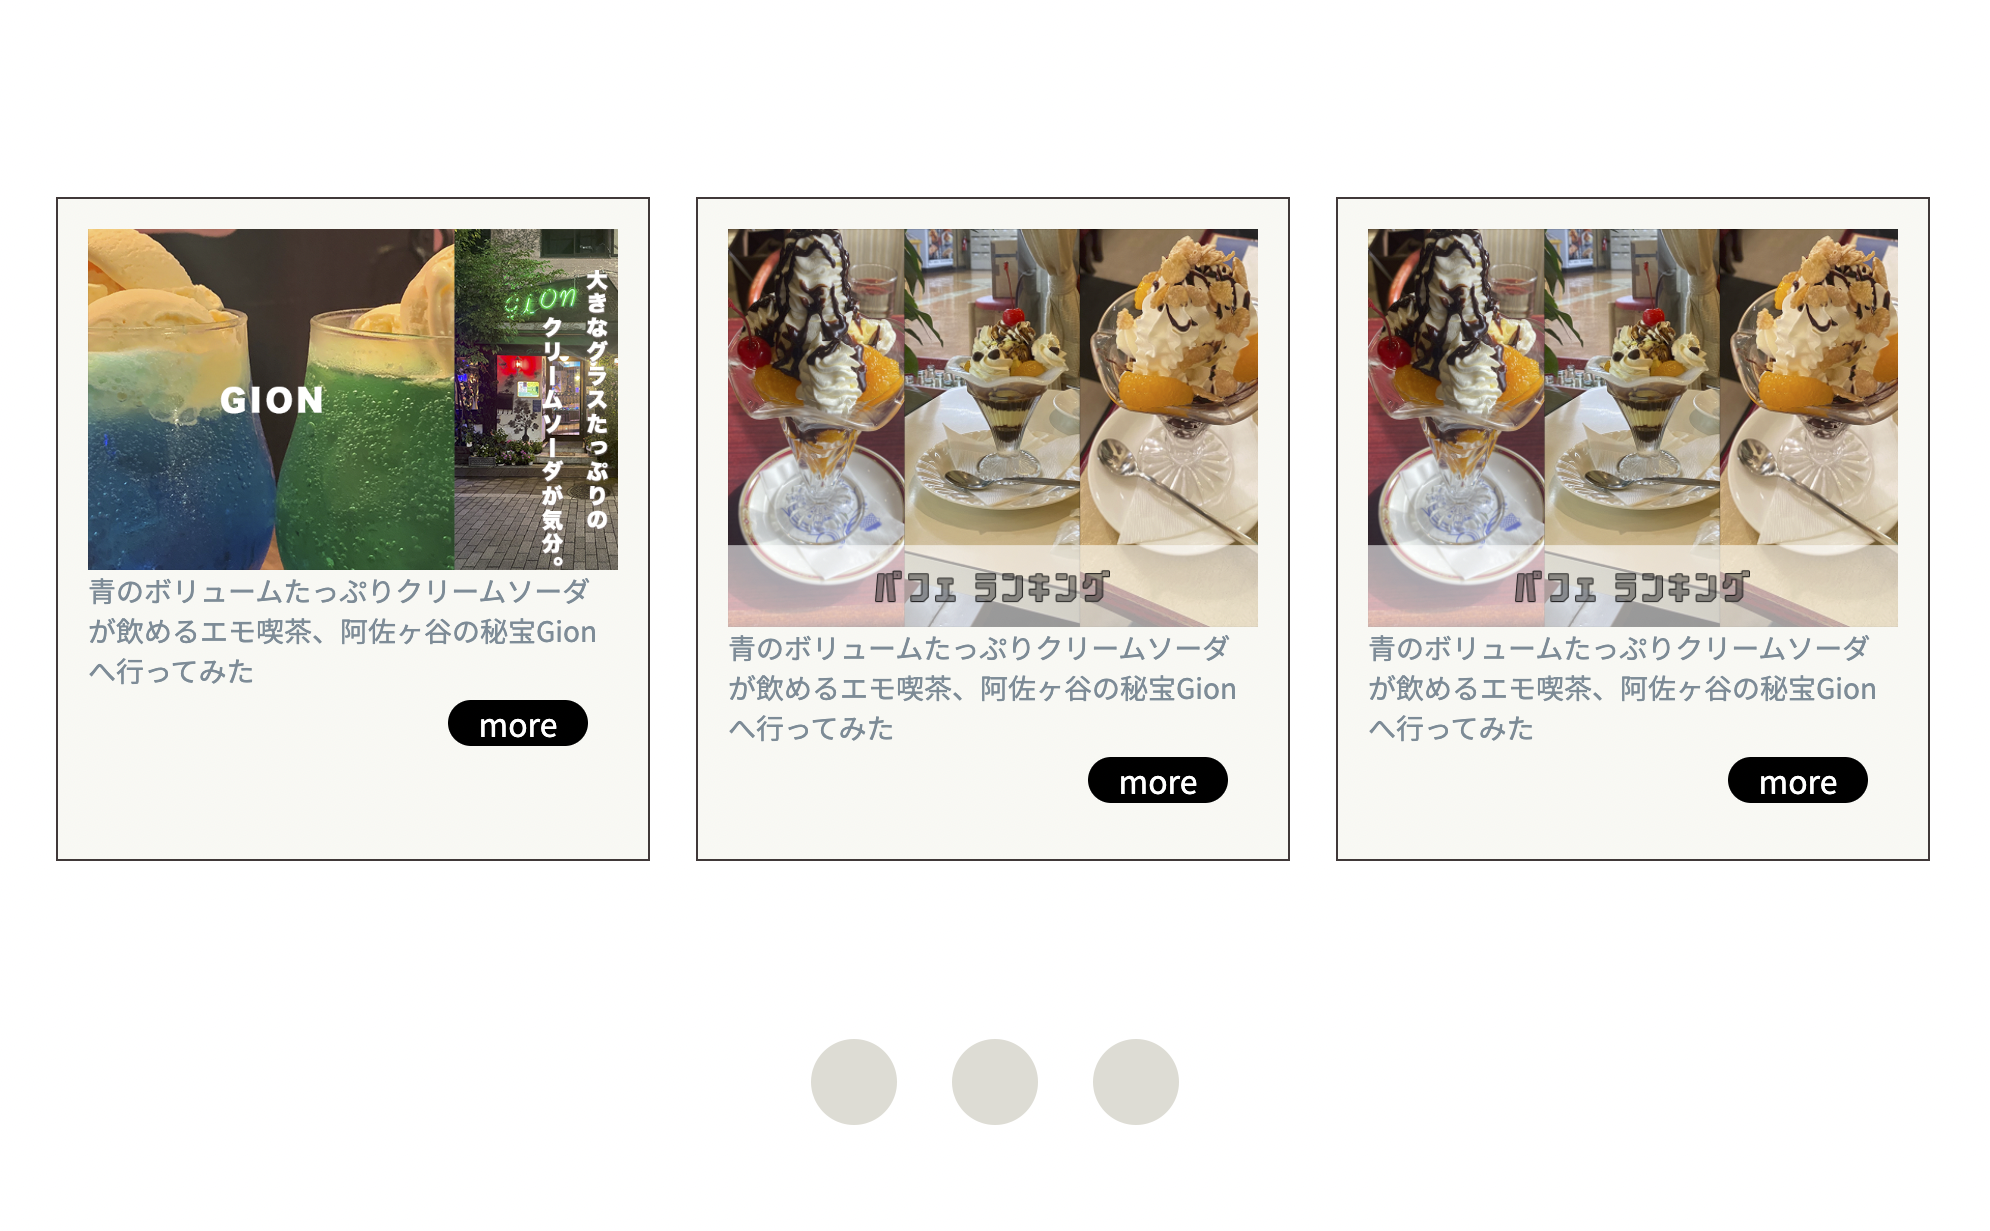 GION
Gion
大きなグラスたっぷりの
クリームソーダが気分。
青のボリュームたっぷりクリームソーダ
が飲めるエモ喫茶、阿佐ヶ谷の秘宝Gion
へ行ってみた
more
パフェ ランキング
青のボリュームたっぷりクリームソーダ
が飲めるエモ喫茶、阿佐ヶ谷の秘宝Gion
へ行ってみた
more
パフェ ランキング
青のボリュームたっぷりクリームソーダ
が飲めるエモ喫茶、阿佐ヶ谷の秘宝Gion
へ行ってみた
more